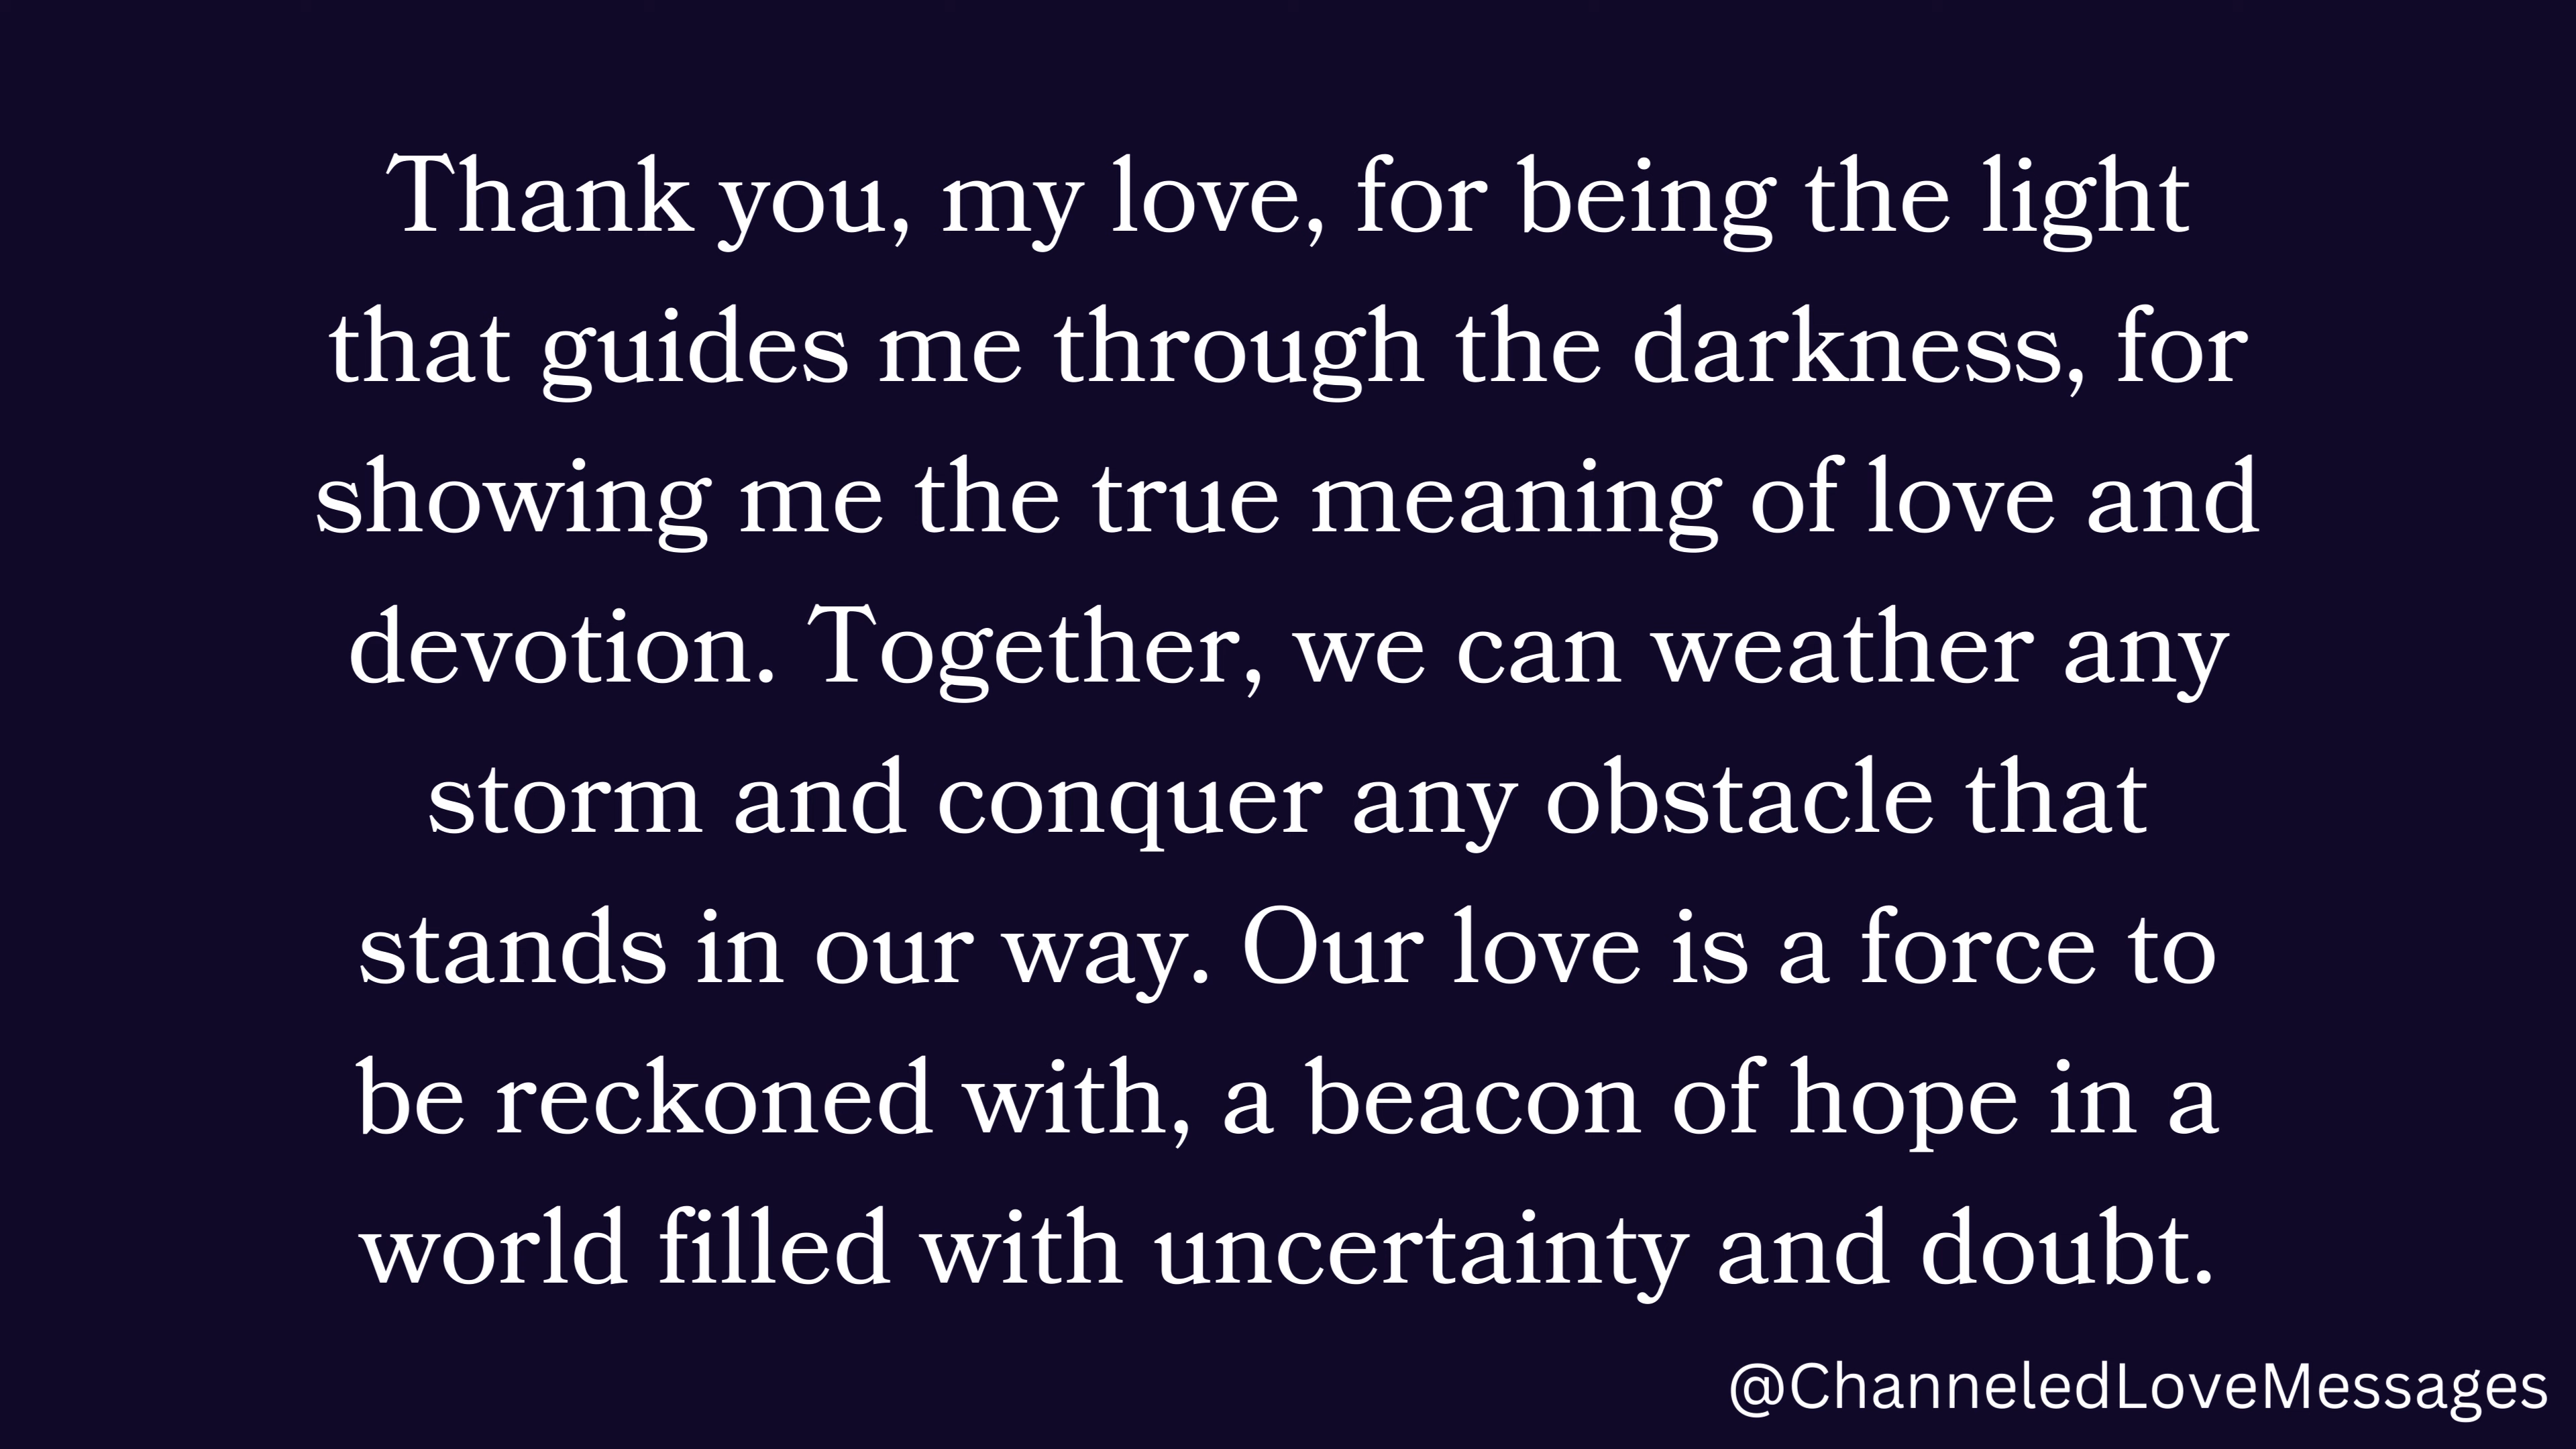 Thank you, my love, for being the light
that guides me through the darkness, for
showing me the true meaning of love and
devotion. Together, we can weather any
storm and conquer any obstacle that
stands in our way. Our love is a force to
be reckoned with, a beacon of hope in a
world filled with uncertainty and doubt.
@ChanneledLoveMessages